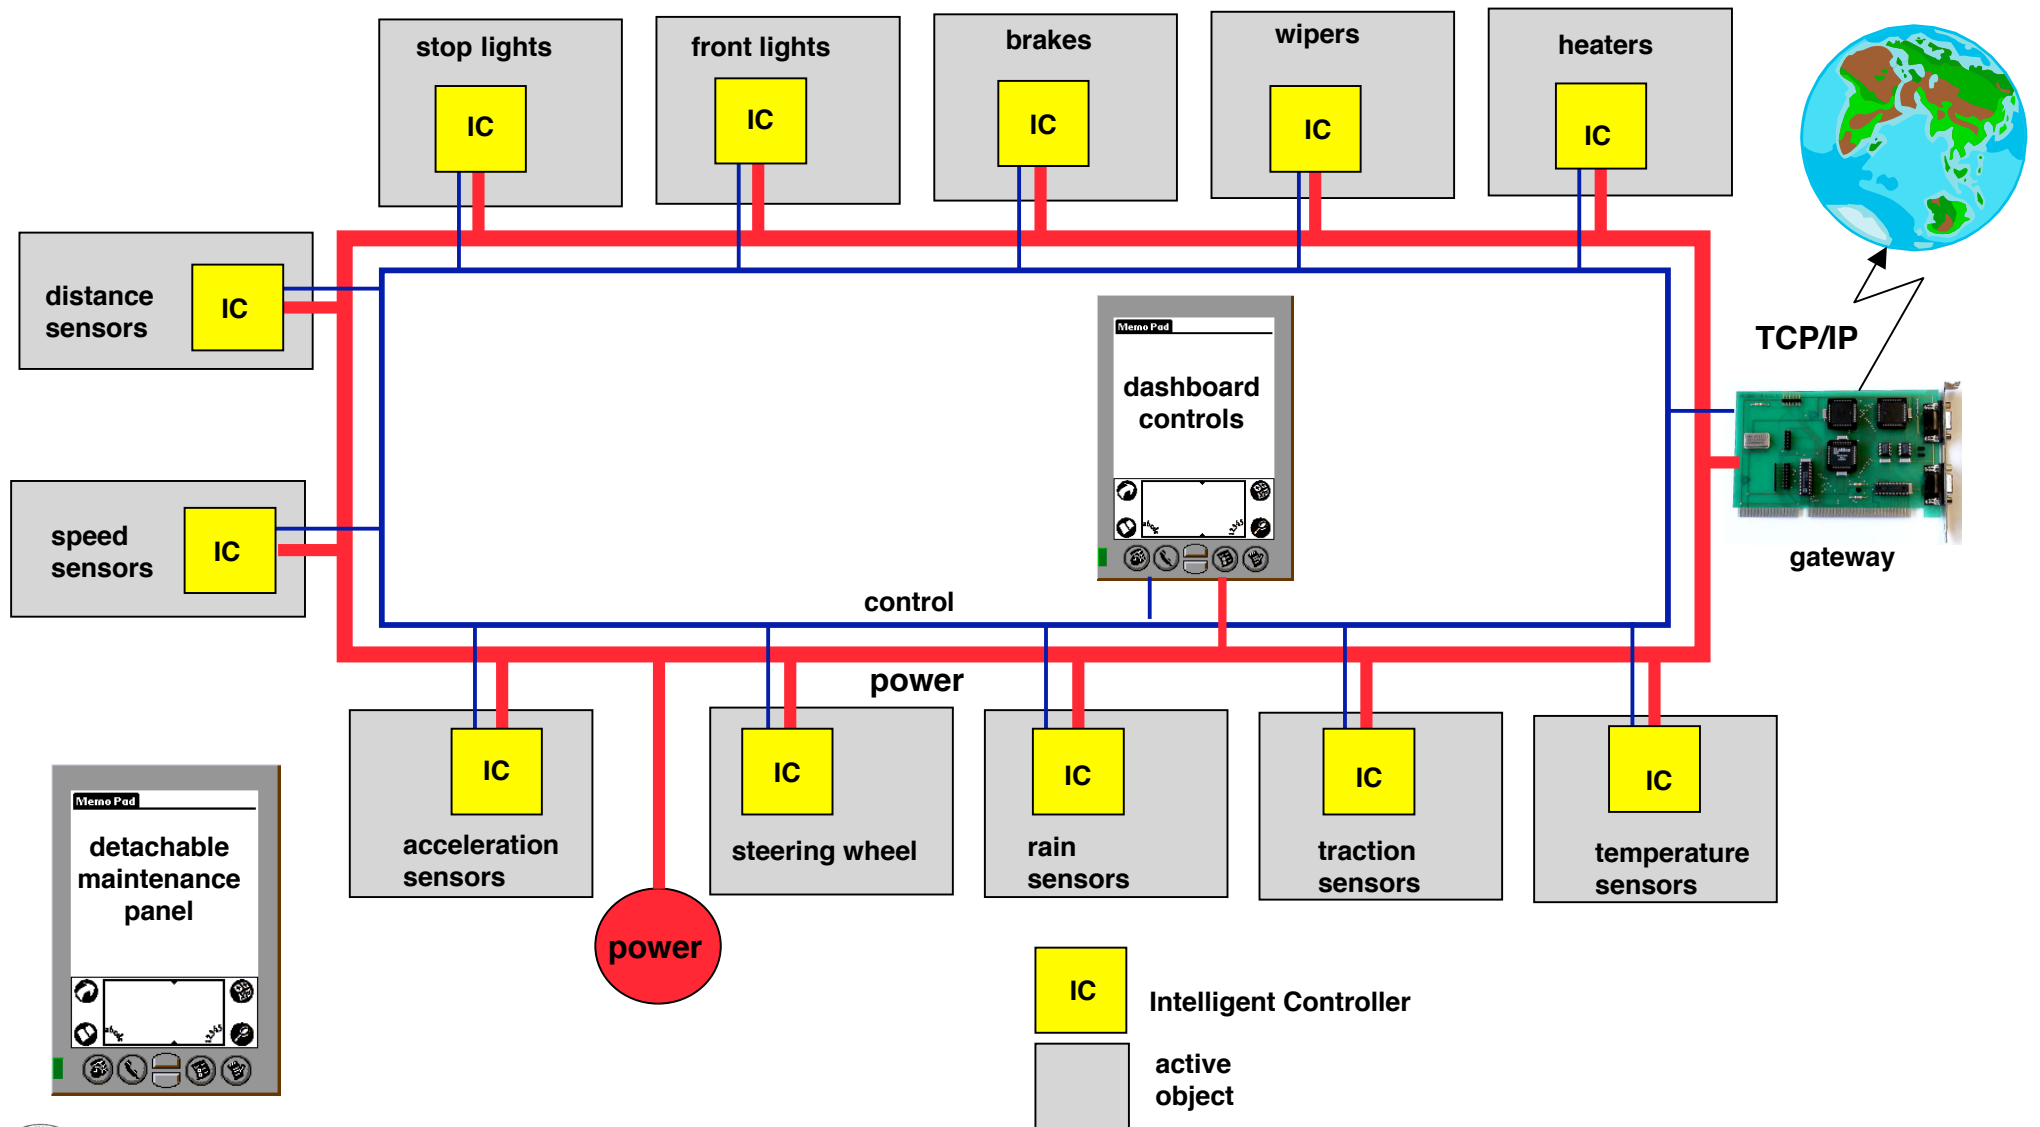 stop lights
IC
front lights
IC
brakes
IC
wipers
IC
heaters
IC
distance
sensors
IC
speed
sensors
IC
Memo Pad
dashboard
controls
TCP/IP
gateway
control
power
IC
acceleration
sensors
IC
steering wheel
IC
rain
sensors
IC
traction
sensors
IC
temperature
sensors
power
Memo Pad
detachable
maintenance
panel
IC
Intelligent Controller
active
object